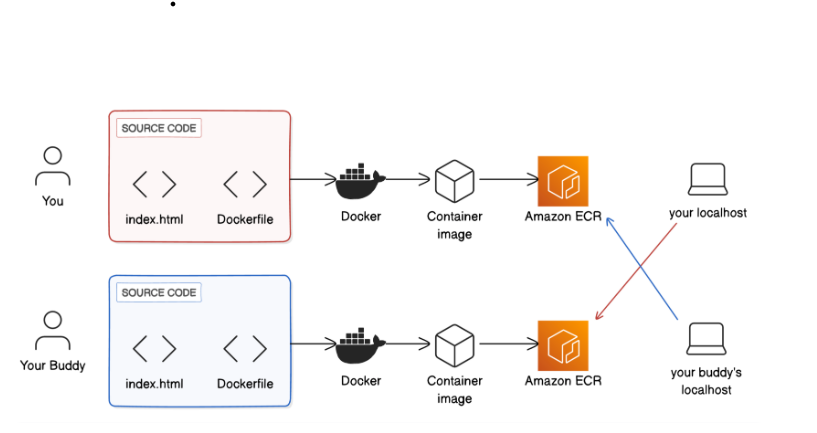 SOURCE CODE
You
index.html
Dockerfile
Docker
Container
image
Amazon ECR
your localhost
SOURCE CODE
Your Buddy
index.html
Dockerfile
Docker
Container
image
Amazon ECR
your buddy's
localhost